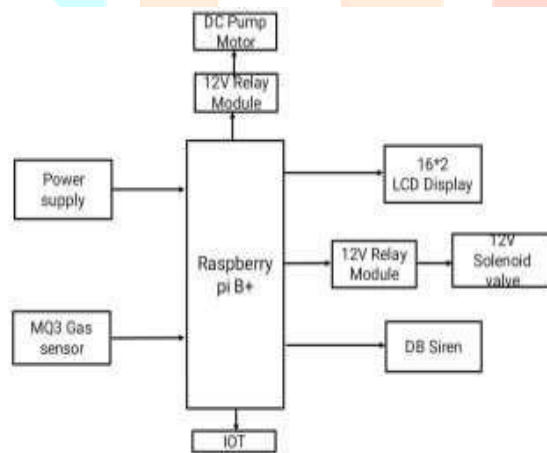 DC Pump
Motor
12V Relay
Module
Power
supply
16*2
LCD Display
Raspberry
pi B+
12V Relay
Module
12V
Solenoid
valve
MQ3 Gas
sensor
DB Siren
IOT